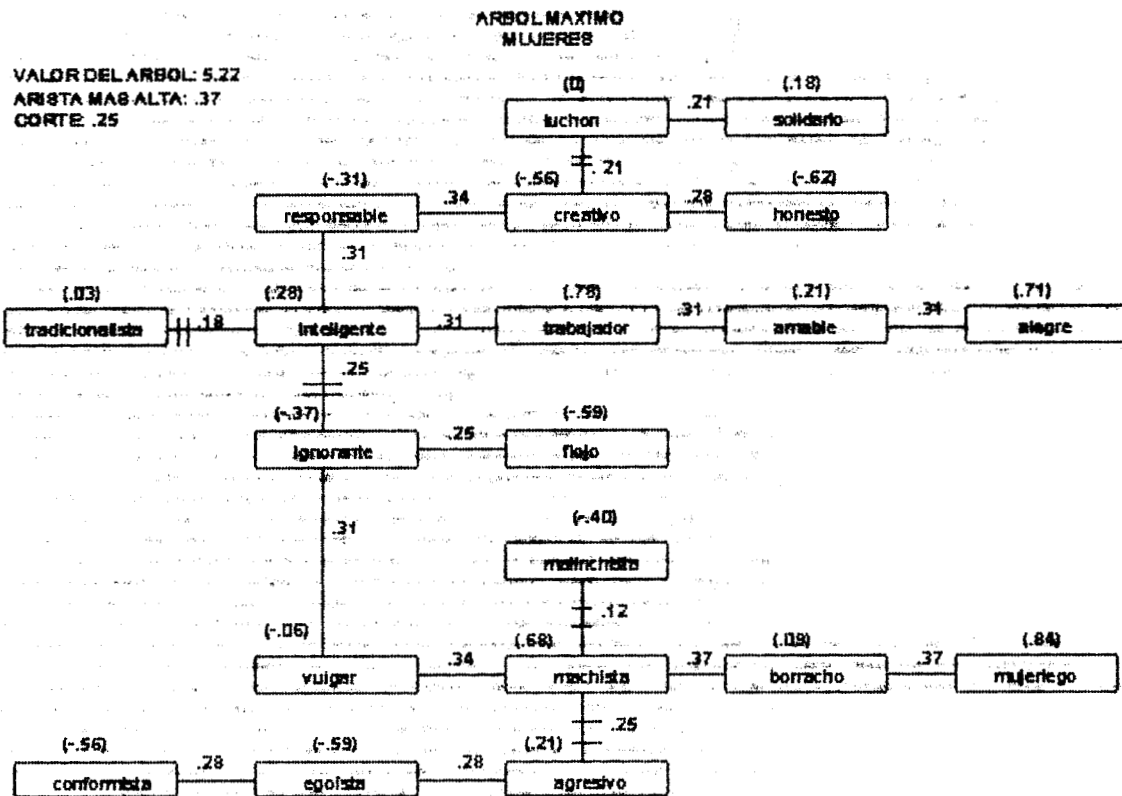 ARBOL MAXIMO
MUJERES
VALOR DEL ARBOL: 5.22
ARISTA MAS ALTA: .37
CORTE: .25
(0) (.18)
luchon .21 solidario
.21
(-.31) (-.56) (-.62)
responsable .34 creativo .28 honesto
.31
(.03) (.28) (.78) (.21) (.71)
tradicionalista .18 inteligente .31 trabajador .31 amable .31 alegre
.25
(-.37) (-.59)
ignorante .25 flojo
.31
(-.40)
malinchista
.12
(-.06) (.68) (.09) (.84)
vulgar .34 machista .37 borracho .37 mujeriego
.25
(-.56) (-.59) (.21)
conformista .28 egoísta .28 agresivo